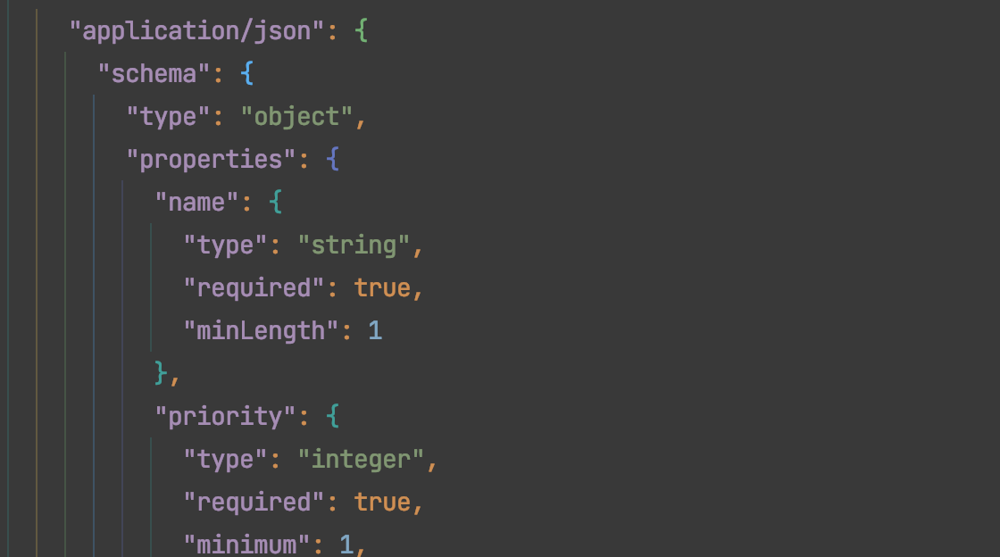 "application/json": {
"schema": {
"type": "object",
"properties": {
"name": {
"type": "string",
"required": true,
"minLength": 1
},
"priority": {
"type": "integer",
"required": true,
"minimum": 1,